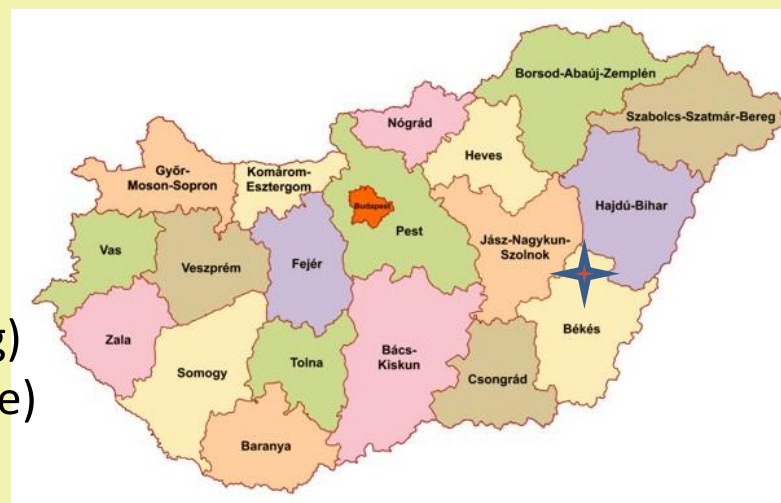 Borsod-Abaúj-Zemplén
Szabolcs-Szatmár-Bereg
Nógrád
Heves
Győr-
Moson-Sopron
Komárom-
Esztergom
Budapest
Hajdú-Bihar
Pest
Jász-Nagykun-
Szolnok
Vas
Veszprém
Fejér
Békés
Zala
g)
Somogy
Tolna
Bács-
Kiskun
Csongrád
e)
Baranya